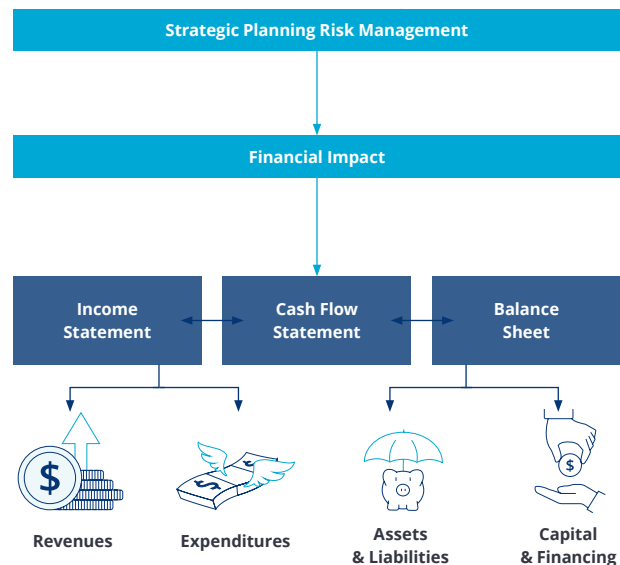 Strategic Planning Risk Management
Financial Impact
Income
Statement
Cash Flow
Statement
Balance
Sheet
$
$
$
$
Revenues
Expenditures
Assets
& Liabilities
Capital
& Financing